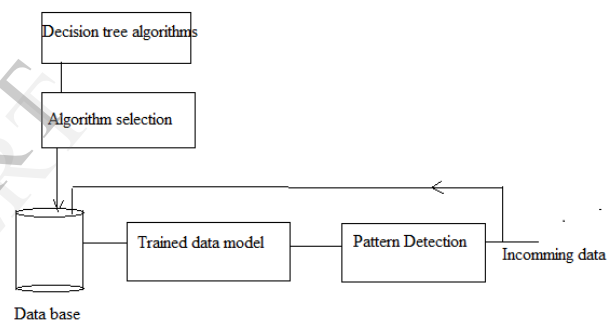 Decision tree algorithms
Algorithm selection
Trained data model
Pattern Detection
Incomming data
Data base